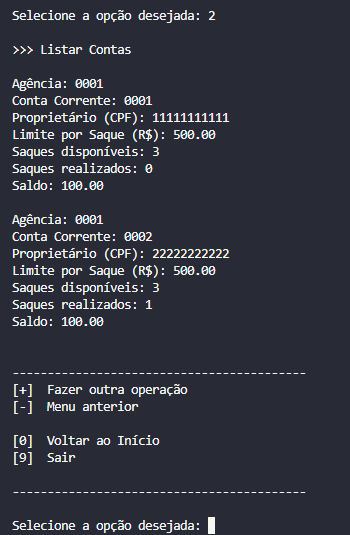 Selecione a opção desejada: 2
>>> Listar Contas
Agência: 0001
Conta Corrente: 0001
Proprietário (CPF): 11111111111
Limite por Saque (R$): 500.00
Saques disponíveis: 3
Saques realizados: 0
Saldo: 100.00
Agência: 0001
Conta Corrente: 0002
Proprietário (CPF): 22222222222
Limite por Saque (R$): 500.00
Saques disponíveis: 3
Saques realizados: 1
Saldo: 100.00
------------------------------------------
[+]  Fazer outra operação
[-]  Menu anterior
[0]  Voltar ao Início
[9]  Sair
------------------------------------------
Selecione a opção desejada: